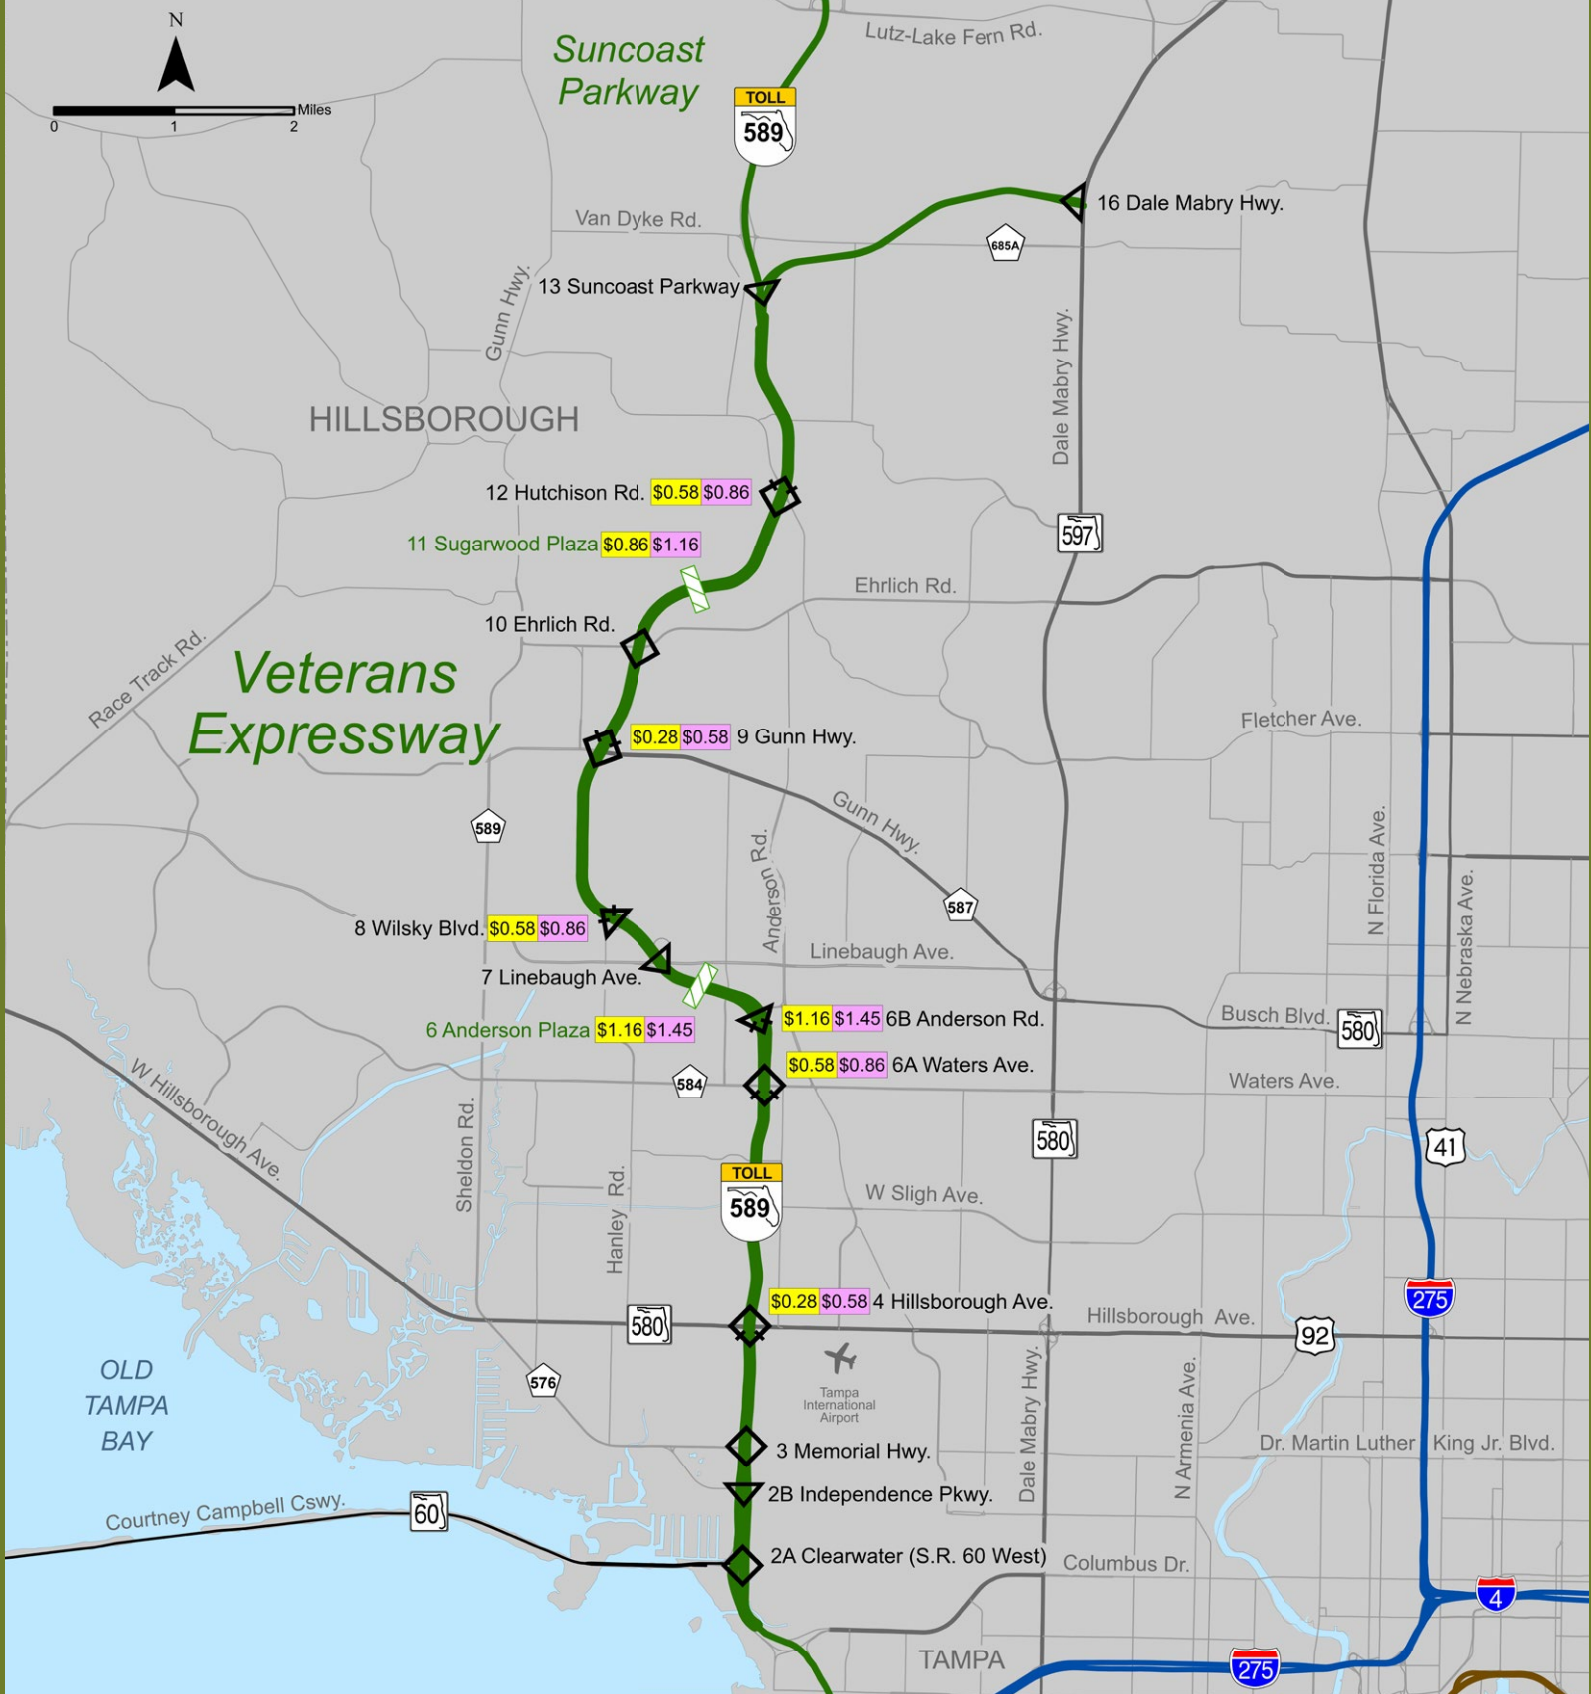 N
Miles
0 1 2
Suncoast
Parkway
Lutz-Lake Fern Rd.
TOLL
589
16 Dale Mabry Hwy.
Van Dyke Rd.
685A
13 Suncoast Parkway
Gunn Hwy.
Dale Mabry Hwy.
HILLSBOROUGH
12 Hutchison Rd. $0.58 $0.86
597
11 Sugarwood Plaza $0.86 $1.16
Ehrlich Rd.
10 Ehrlich Rd.
Race Track Rd.
Veterans
Expressway
Fletcher Ave.
$0.28 $0.58 9 Gunn Hwy.
589
Gunn Hwy.
Anderson Rd.
N Florida Ave.
N Nebraska Ave.
587
8 Wilsky Blvd. $0.58 $0.86
Linebaugh Ave.
7 Linebaugh Ave.
6 Anderson Plaza $1.16 $1.45
$1.16 $1.45 6B Anderson Rd.
Busch Blvd.
580
$0.58 $0.86 6A Waters Ave.
584
Waters Ave.
W Hillsborough Ave.
Sheldon Rd.
580
41
TOLL
589
W Sligh Ave.
Hanley Rd.
275
$0.28 $0.58 4 Hillsborough Ave.
580
Hillsborough Ave.
92
OLD
TAMPA
BAY
576
Tampa
International
Airport
Dale Mabry Hwy.
N Armenia Ave.
3 Memorial Hwy.
Dr. Martin Luther King Jr. Blvd.
2B Independence Pkwy.
Courtney Campbell Cswy.
60
2A Clearwater (S.R. 60 West)
Columbus Dr.
4
TAMPA
275